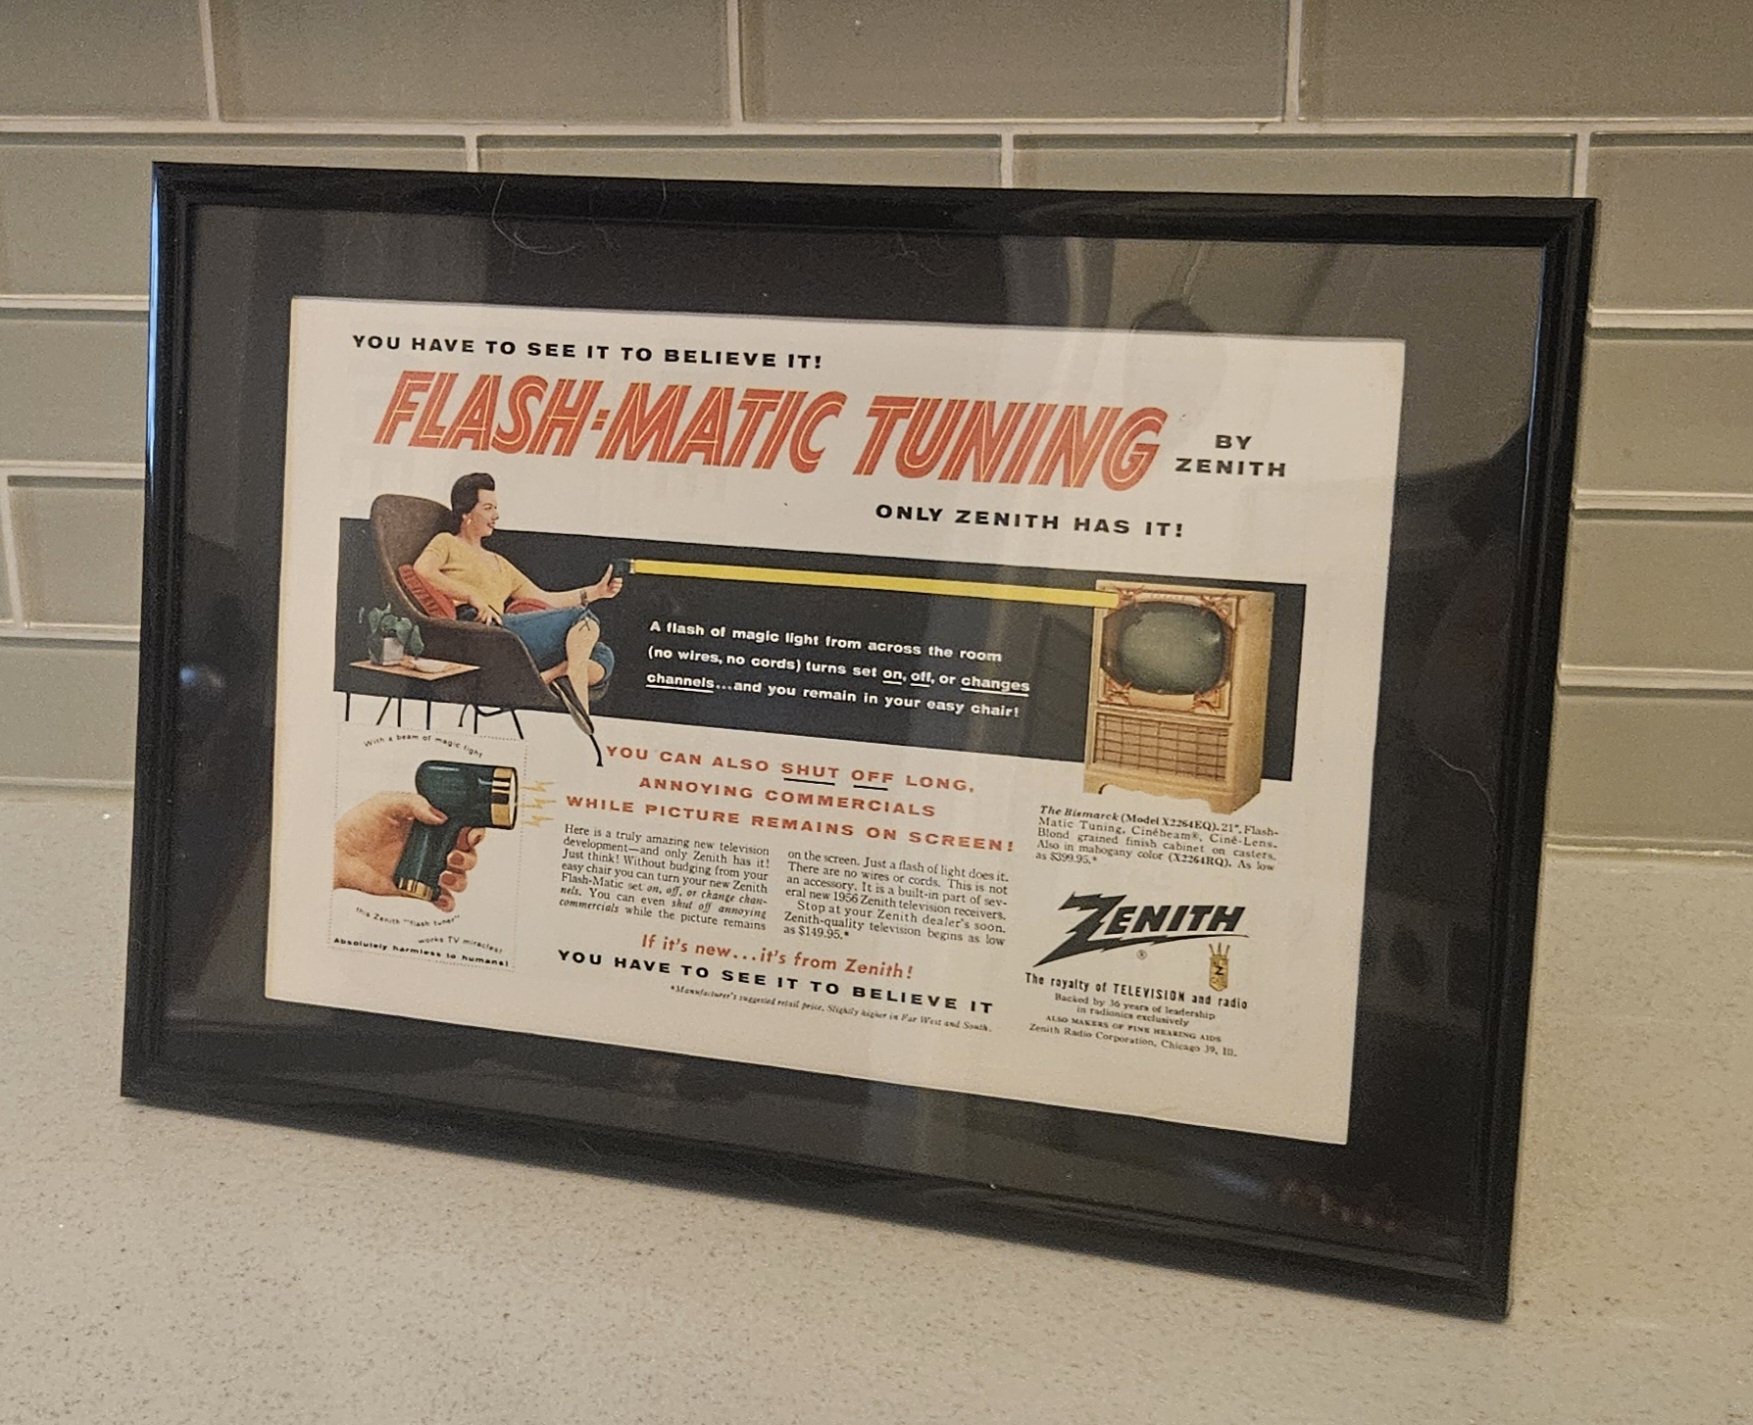 YOU HAVE TO SEE IT TO BELIEVE IT!
FLASH-MATIC TUNING
BY
ZENITH
ONLY ZENITH HAS IT!
A flash of magic light from across the room
(no wires, no cords) turns set on, off, or changes
channels...and you remain in your easy chair!
With a beam of magic light
this Zenith "flash tuner"
works TV miracles!
Absolutely harmless to humans!
YOU CAN ALSO SHUT OFF LONG,
ANNOYING COMMERCIALS
WHILE PICTURE REMAINS ON SCREEN!
Here is a truly amazing new television
development—and only Zenith has it!
Just think! Without budging from your
easy chair you can turn your new Zenith
Flash-Matic set on, off, or change chan-
nels. You can even shut off annoying
commercials while the picture remains
on the screen. Just a flash of light does it.
There are no wires or cords. This is not
an accessory. It is a built-in part of sev-
eral new 1956 Zenith television receivers.
Stop at your Zenith dealer's soon.
Zenith-quality television begins as low
as $149.95.*
If it's new...it's from Zenith!
YOU HAVE TO SEE IT TO BELIEVE IT
*Manufacturer's suggested retail price. Slightly higher in Far West and South.
The Bismarck (Model X2264EQ). 21". Flash-
Matic Tuning, Cinébeam®, Ciné-Lens.
Blond grained finish cabinet on casters.
Also in mahogany color (X2264RQ). As low
as $399.95.*
ZENITH
®
Z
The royalty of TELEVISION and radio
Backed by 36 years of leadership
in radionics exclusively
ALSO MAKERS OF FINE HEARING AIDS
Zenith Radio Corporation, Chicago 39, Ill.